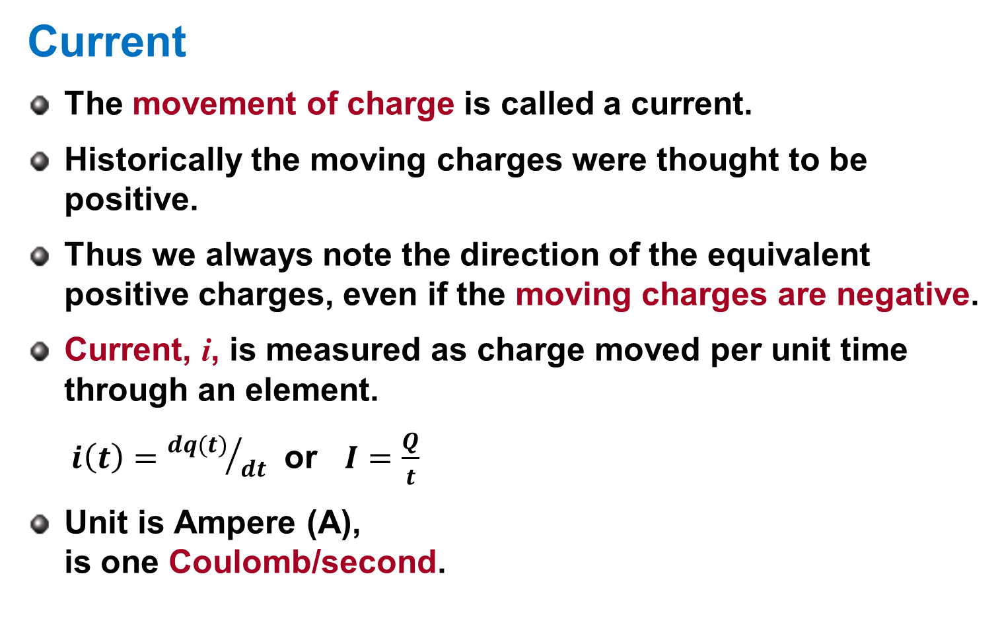 Current
The movement of charge is called a current.
Historically the moving charges were thought to be
positive.
Thus we always note the direction of the equivalent
positive charges, even if the moving charges are negative.
Current, i, is measured as charge moved per unit time
through an element.
i(t) = dq(t)/dt or I = Q/t
Unit is Ampere (A),
is one Coulomb/second.